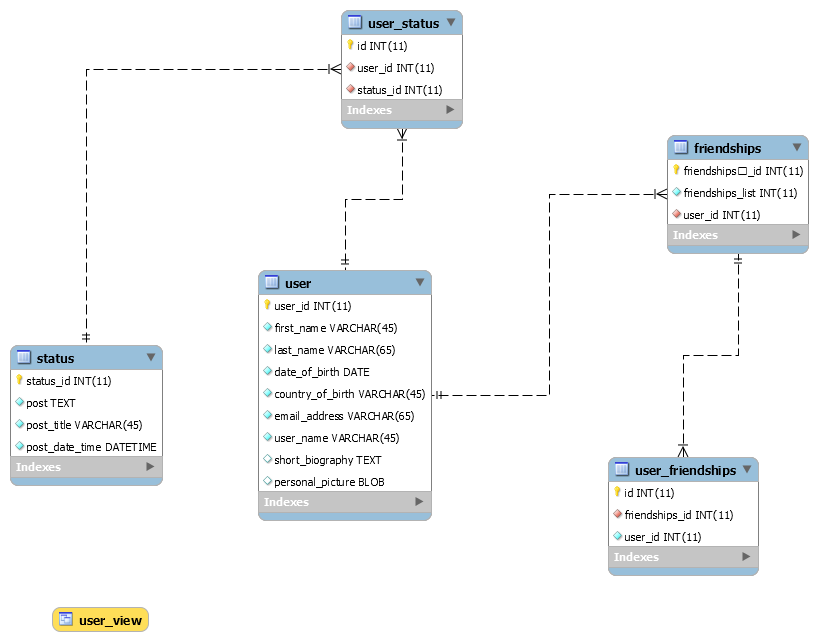 user_status
id INT(11)
user_id INT(11)
status_id INT(11)
Indexes
friendships
friendships□_id INT(11)
friendships_list INT(11)
user_id INT(11)
Indexes
user
user_id INT(11)
first_name VARCHAR(45)
last_name VARCHAR(65)
date_of_birth DATE
country_of_birth VARCHAR(45)
email_address VARCHAR(65)
user_name VARCHAR(45)
short_biography TEXT
personal_picture BLOB
Indexes
status
status_id INT(11)
post TEXT
post_title VARCHAR(45)
post_date_time DATETIME
Indexes
user_friendships
id INT(11)
friendships_id INT(11)
user_id INT(11)
Indexes
user_view